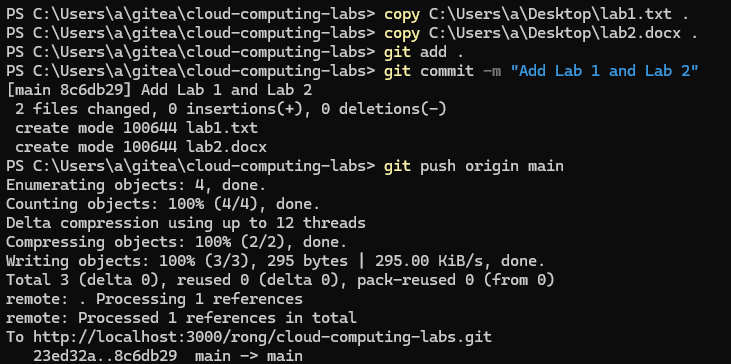 PS C:\Users\a\gitea\cloud-computing-labs> copy C:\Users\a\Desktop\lab1.txt .
PS C:\Users\a\gitea\cloud-computing-labs> copy C:\Users\a\Desktop\lab2.docx .
PS C:\Users\a\gitea\cloud-computing-labs> git add .
PS C:\Users\a\gitea\cloud-computing-labs> git commit -m "Add Lab 1 and Lab 2"
[main 8c6db29] Add Lab 1 and Lab 2
 2 files changed, 0 insertions(+), 0 deletions(-)
 create mode 100644 lab1.txt
 create mode 100644 lab2.docx
PS C:\Users\a\gitea\cloud-computing-labs> git push origin main
Enumerating objects: 4, done.
Counting objects: 100% (4/4), done.
Delta compression using up to 12 threads
Compressing objects: 100% (2/2), done.
Writing objects: 100% (3/3), 295 bytes | 295.00 KiB/s, done.
Total 3 (delta 0), reused 0 (delta 0), pack-reused 0 (from 0)
remote: . Processing 1 references
remote: Processed 1 references in total
To http://localhost:3000/rong/cloud-computing-labs.git
   23ed32a..8c6db29  main -> main